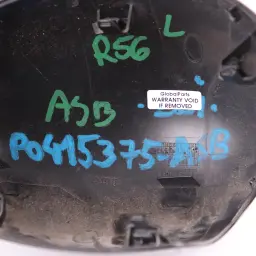 R56 L
GlobalParts
WARRANTY VOID
IF REMOVED
ASB
P0415375-A-B